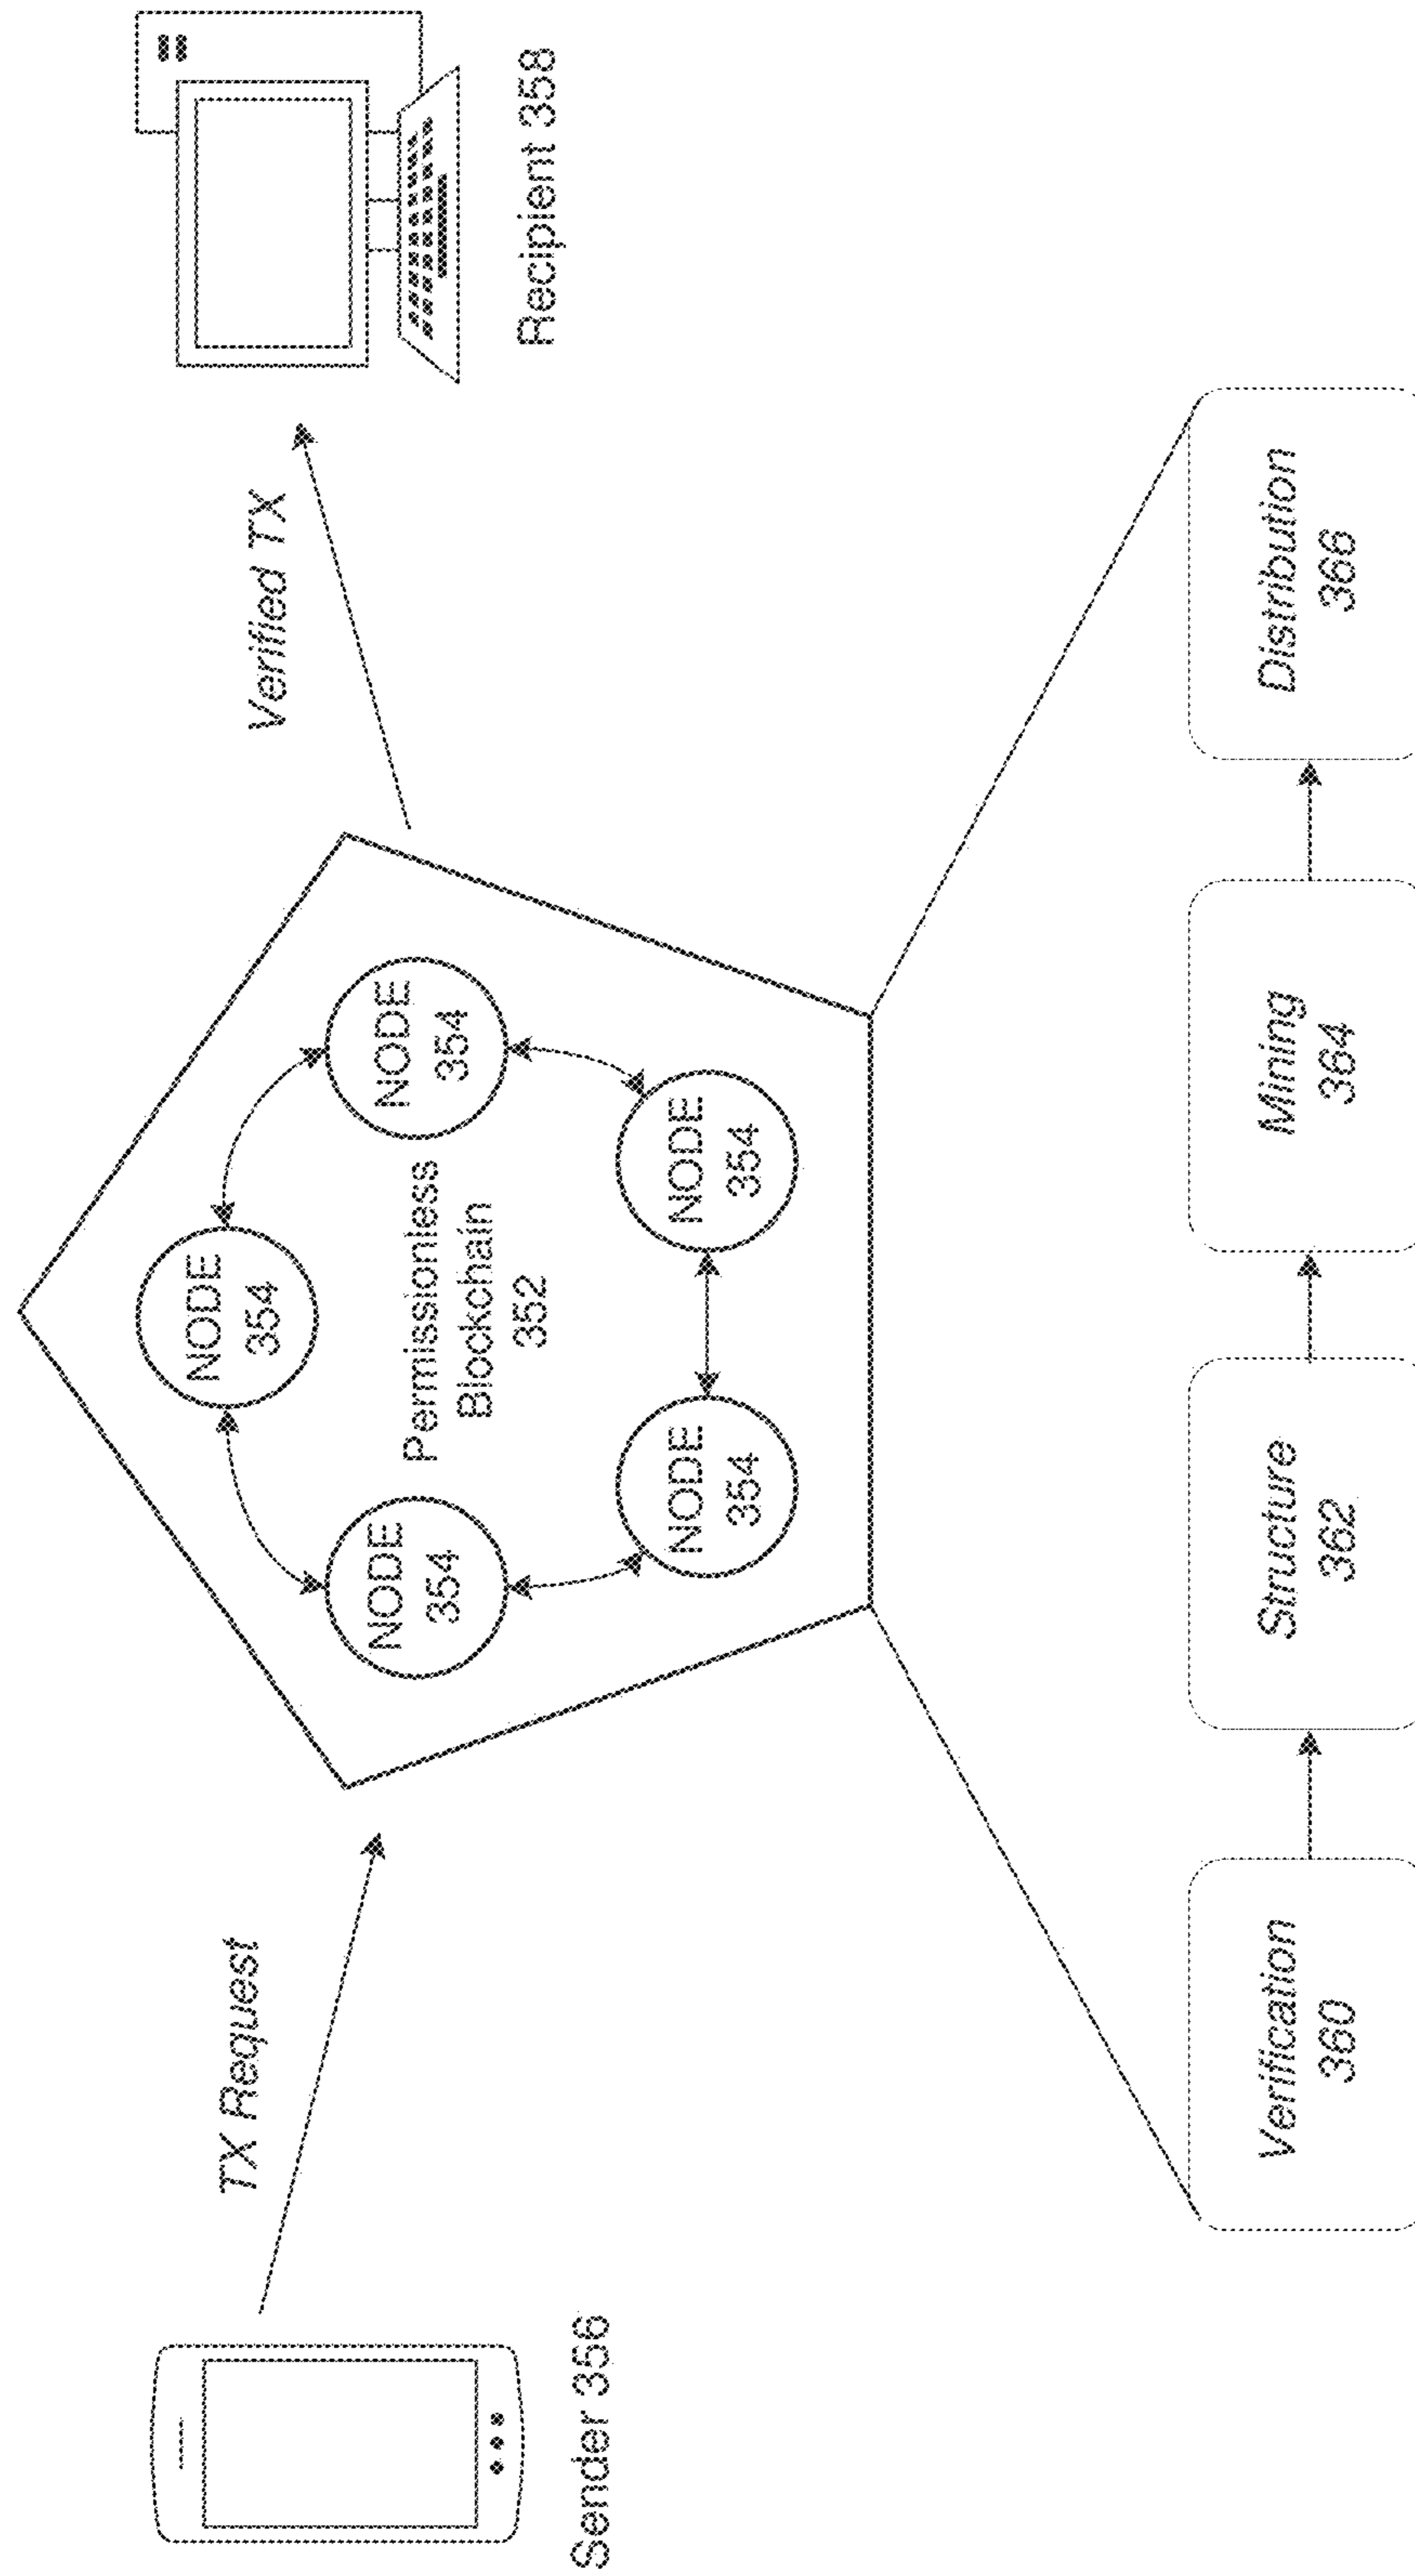 TX Request
Verified TX
Sender 356
Recipient 358
NODE
354
NODE
354
NODE
354
Permissionless
Blockchain
352
NODE
354
NODE
354
Verification
360
Structure
362
Mining
364
Distribution
366